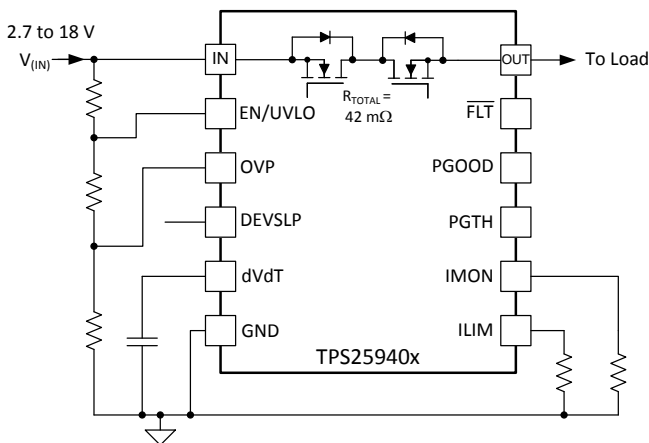 2.7 to 18 V
V(IN)
IN
OUT
To Load
RTOTAL =
42 mΩ
EN/UVLO
FLT
OVP
PGOOD
DEVSLP
PGTH
dVdT
IMON
GND
ILIM
TPS25940x